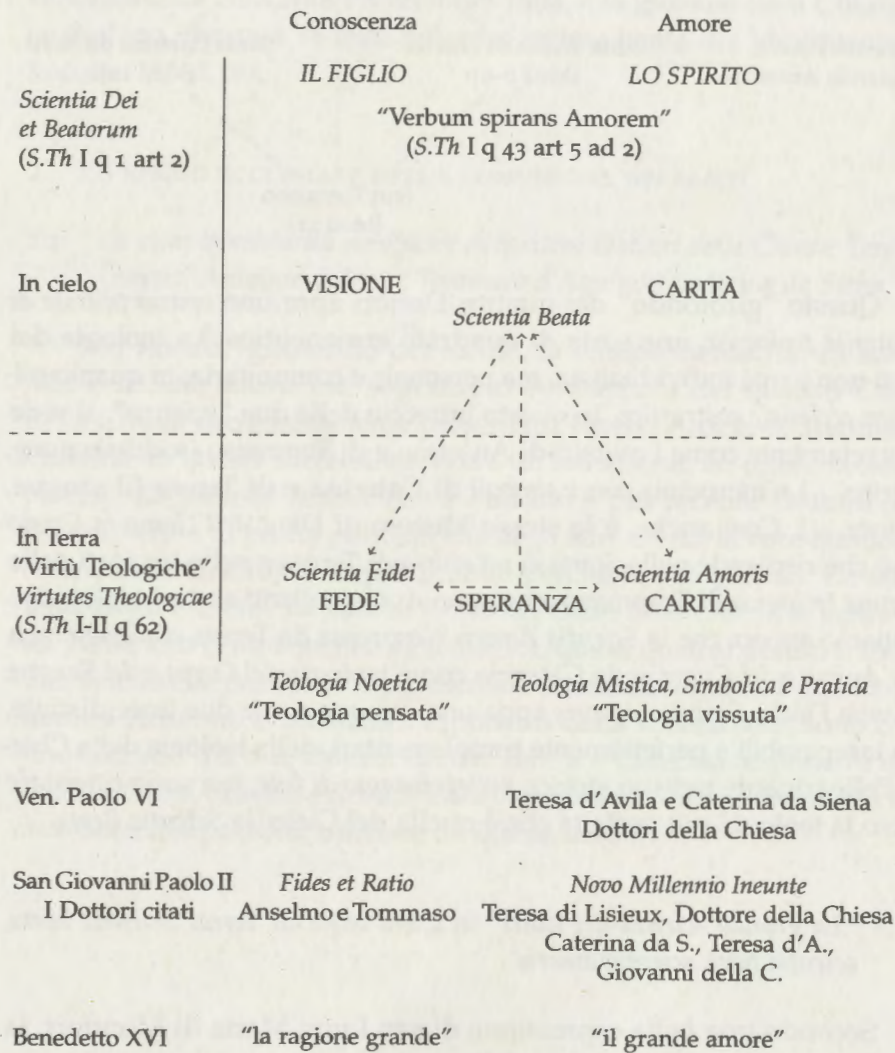 Conoscenza Amore
IL FIGLIO LO SPIRITO
Scientia Dei
et Beatorum
(S.Th I q 1 art 2)
“Verbum spirans Amorem”
(S.Th I q 43 art 5 ad 2)
In cielo VISIONE CARITÀ
Scientia Beata
In Terra
“Virtù Teologiche”
Virtutes Theologicae
(S.Th I-II q 62)
Scientia Fidei Scientia Amoris
FEDE SPERANZA CARITÀ
Teologia Noetica Teologia Mistica, Simbolica e Pratica
“Teologia pensata” “Teologia vissuta”
Ven. Paolo VI Teresa d'Avila e Caterina da Siena
Dottori della Chiesa
San Giovanni Paolo II Fides et Ratio Novo Millennio Ineunte
I Dottori citati Anselmo e Tommaso Teresa di Lisieux, Dottore della Chiesa
Caterina da S., Teresa d'A.,
Giovanni della C.
Benedetto XVI “la ragione grande” “il grande amore”